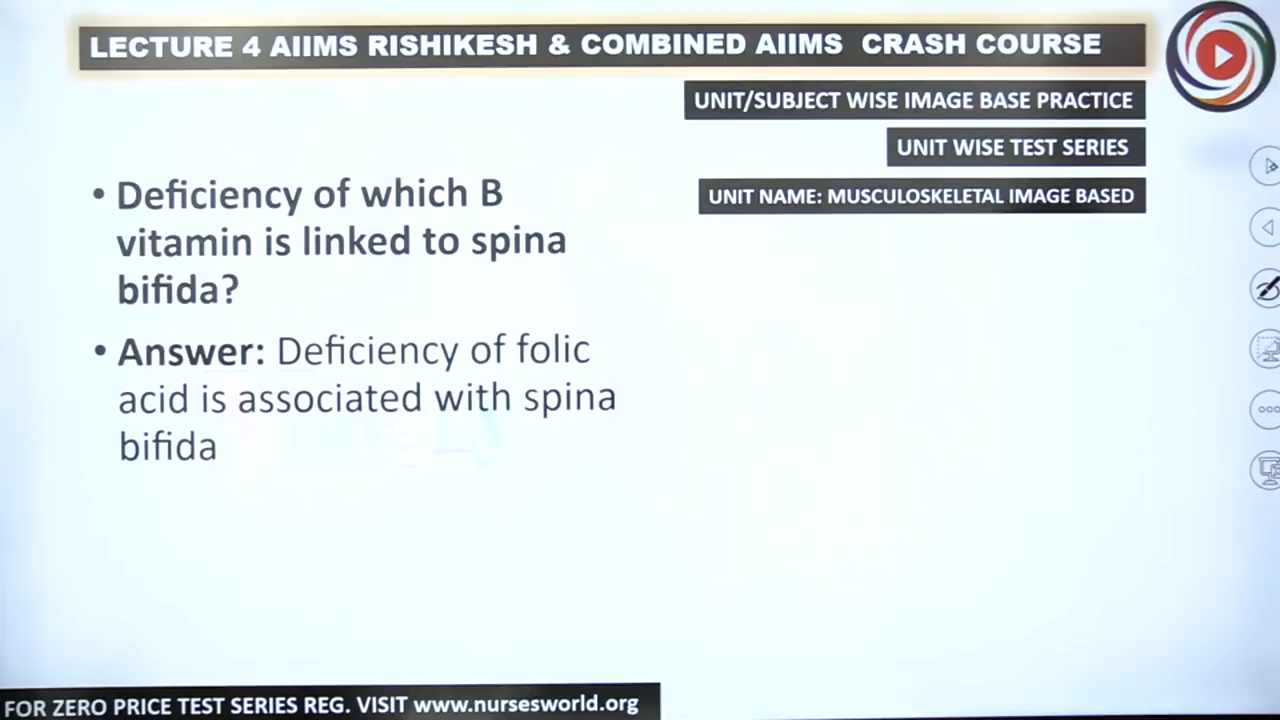 LECTURE 4 AIIMS RISHIKESH & COMBINED AIIMS CRASH COURSE
UNIT/SUBJECT WISE IMAGE BASE PRACTICE
UNIT WISE TEST SERIES
UNIT NAME: MUSCULOSKELETAL IMAGE BASED
• Deficiency of which B
vitamin is linked to spina
bifida?
• Answer: Deficiency of folic
acid is associated with spina
bifida
FOR ZERO PRICE TEST SERIES REG. VISIT www.nursesworld.org